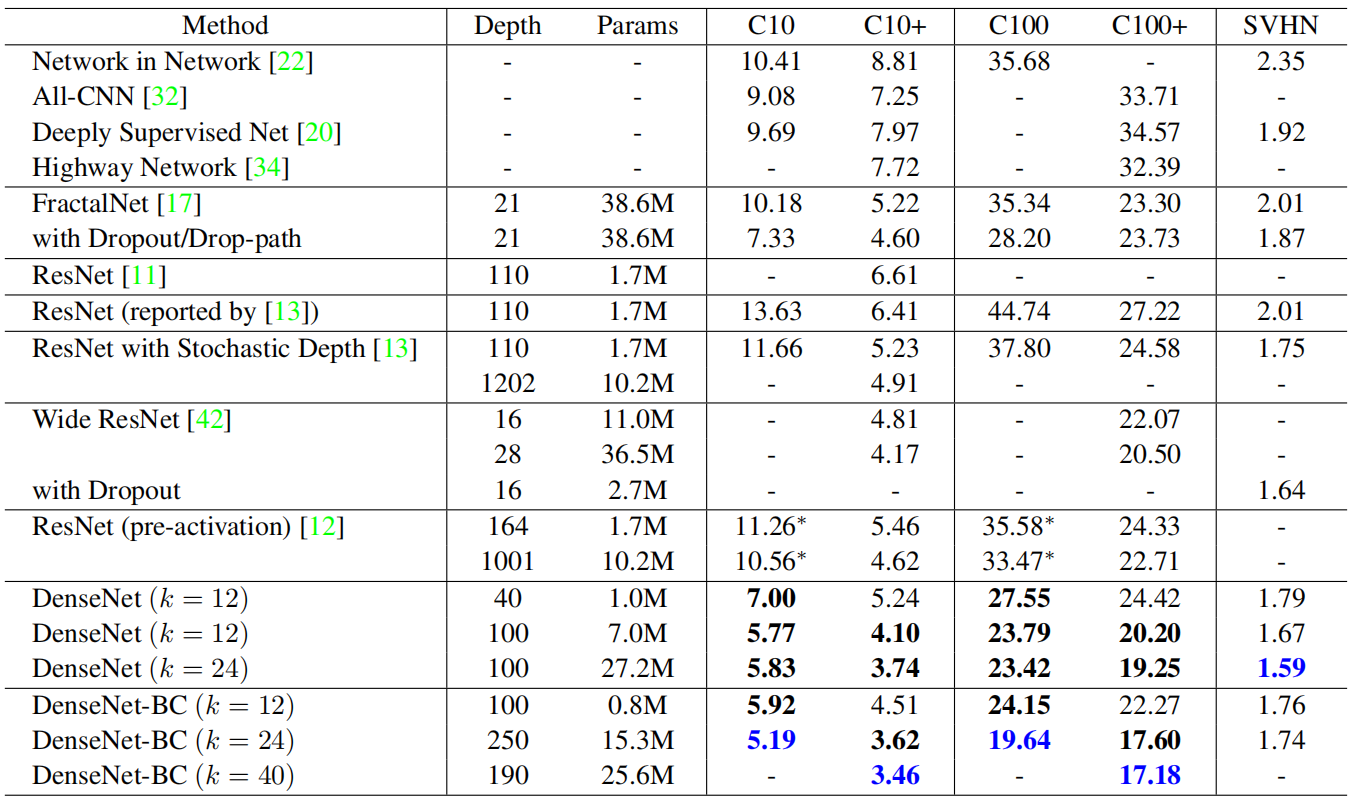 Method Depth Params C10 C10+ C100 C100+ SVHN
Network in Network [22] - - 10.41 8.81 35.68 - 2.35
All-CNN [32] - - 9.08 7.25 - 33.71 -
Deeply Supervised Net [20] - - 9.69 7.97 - 34.57 1.92
Highway Network [34] - - - 7.72 - 32.39 -
FractalNet [17] 21 38.6M 10.18 5.22 35.34 23.30 2.01
with Dropout/Drop-path 21 38.6M 7.33 4.60 28.20 23.73 1.87
ResNet [11] 110 1.7M - 6.61 - - -
ResNet (reported by [13]) 110 1.7M 13.63 6.41 44.74 27.22 2.01
ResNet with Stochastic Depth [13] 110 1.7M 11.66 5.23 37.80 24.58 1.75
1202 10.2M - 4.91 - - -
Wide ResNet [42] 16 11.0M - 4.81 - 22.07 -
28 36.5M - 4.17 - 20.50 -
with Dropout 16 2.7M - - - - 1.64
ResNet (pre-activation) [12] 164 1.7M 11.26* 5.46 35.58* 24.33 -
1001 10.2M 10.56* 4.62 33.47* 22.71 -
DenseNet (k = 12) 40 1.0M 7.00 5.24 27.55 24.42 1.79
DenseNet (k = 12) 100 7.0M 5.77 4.10 23.79 20.20 1.67
DenseNet (k = 24) 100 27.2M 5.83 3.74 23.42 19.25 1.59
DenseNet-BC (k = 12) 100 0.8M 5.92 4.51 24.15 22.27 1.76
DenseNet-BC (k = 24) 250 15.3M 5.19 3.62 19.64 17.60 1.74
DenseNet-BC (k = 40) 190 25.6M - 3.46 - 17.18 -